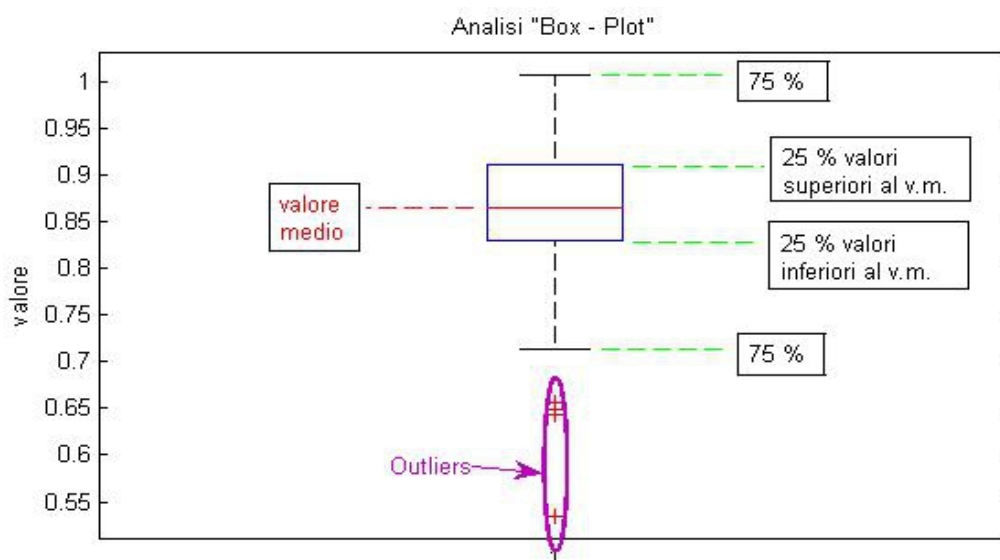 Analisi "Box - Plot"
1
0.95
0.9
0.85
0.8
0.75
0.7
0.65
0.6
0.55
valore
75 %
25 % valori
superiori al v.m.
valore
medio
25 % valori
inferiori al v.m.
75 %
Outliers